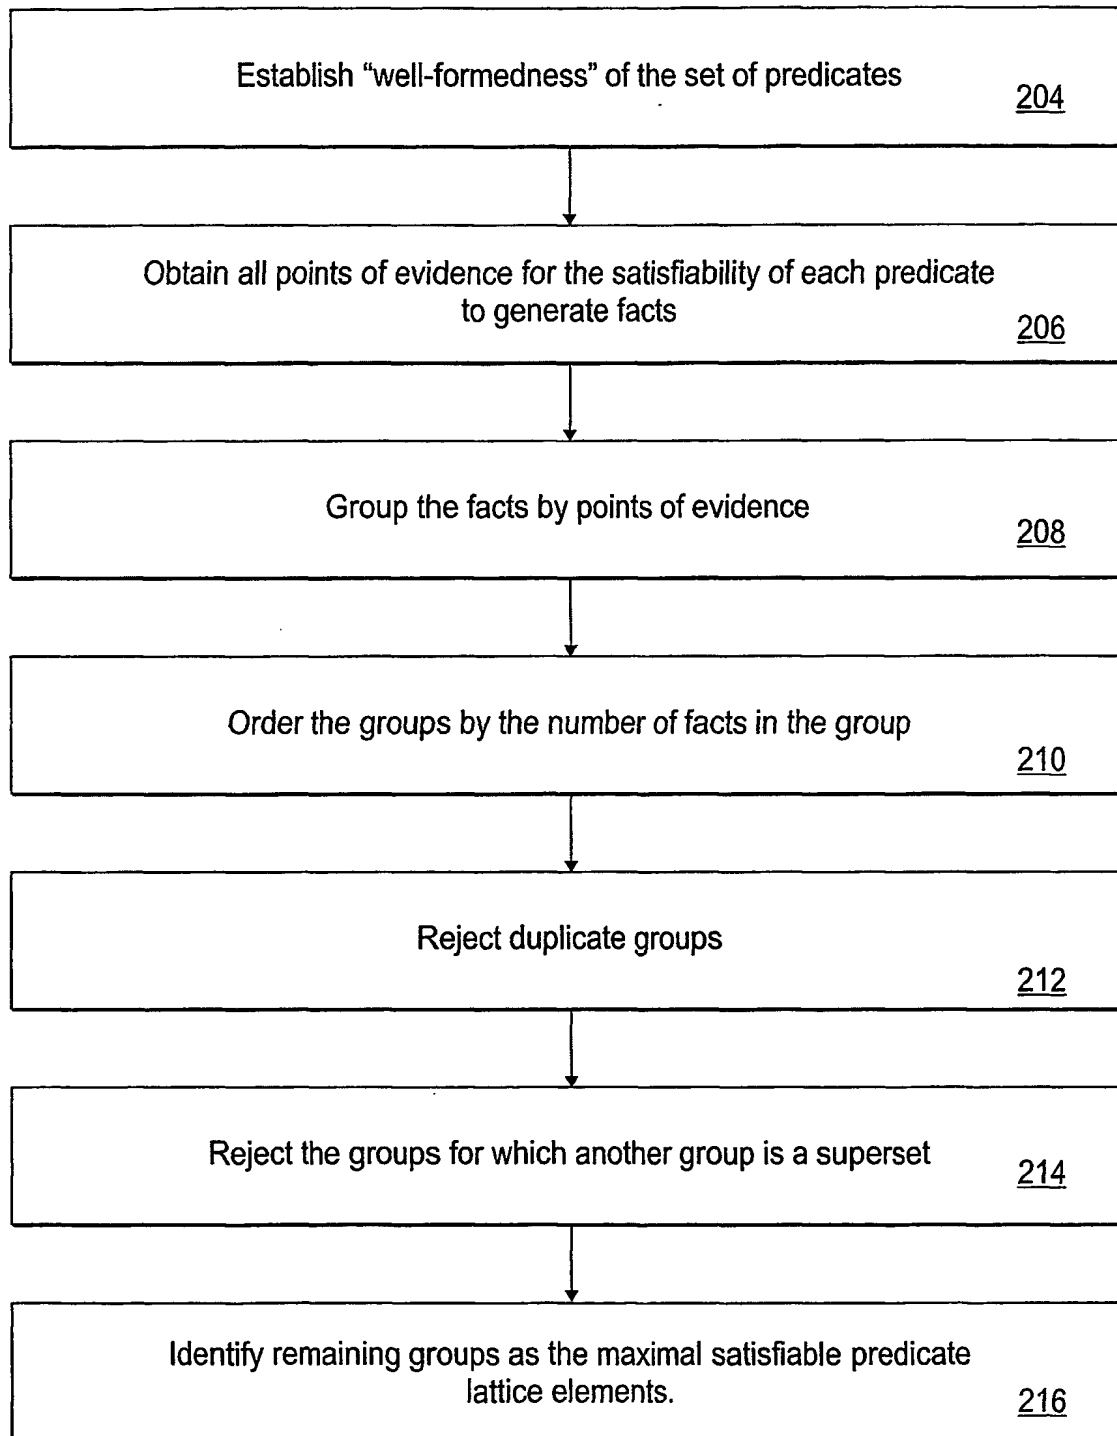 Establish “well-formedness” of the set of predicates
204
Obtain all points of evidence for the satisfiability of each predicate
to generate facts
206
Group the facts by points of evidence
208
Order the groups by the number of facts in the group
210
Reject duplicate groups
212
Reject the groups for which another group is a superset
214
Identify remaining groups as the maximal satisfiable predicate
lattice elements.
216